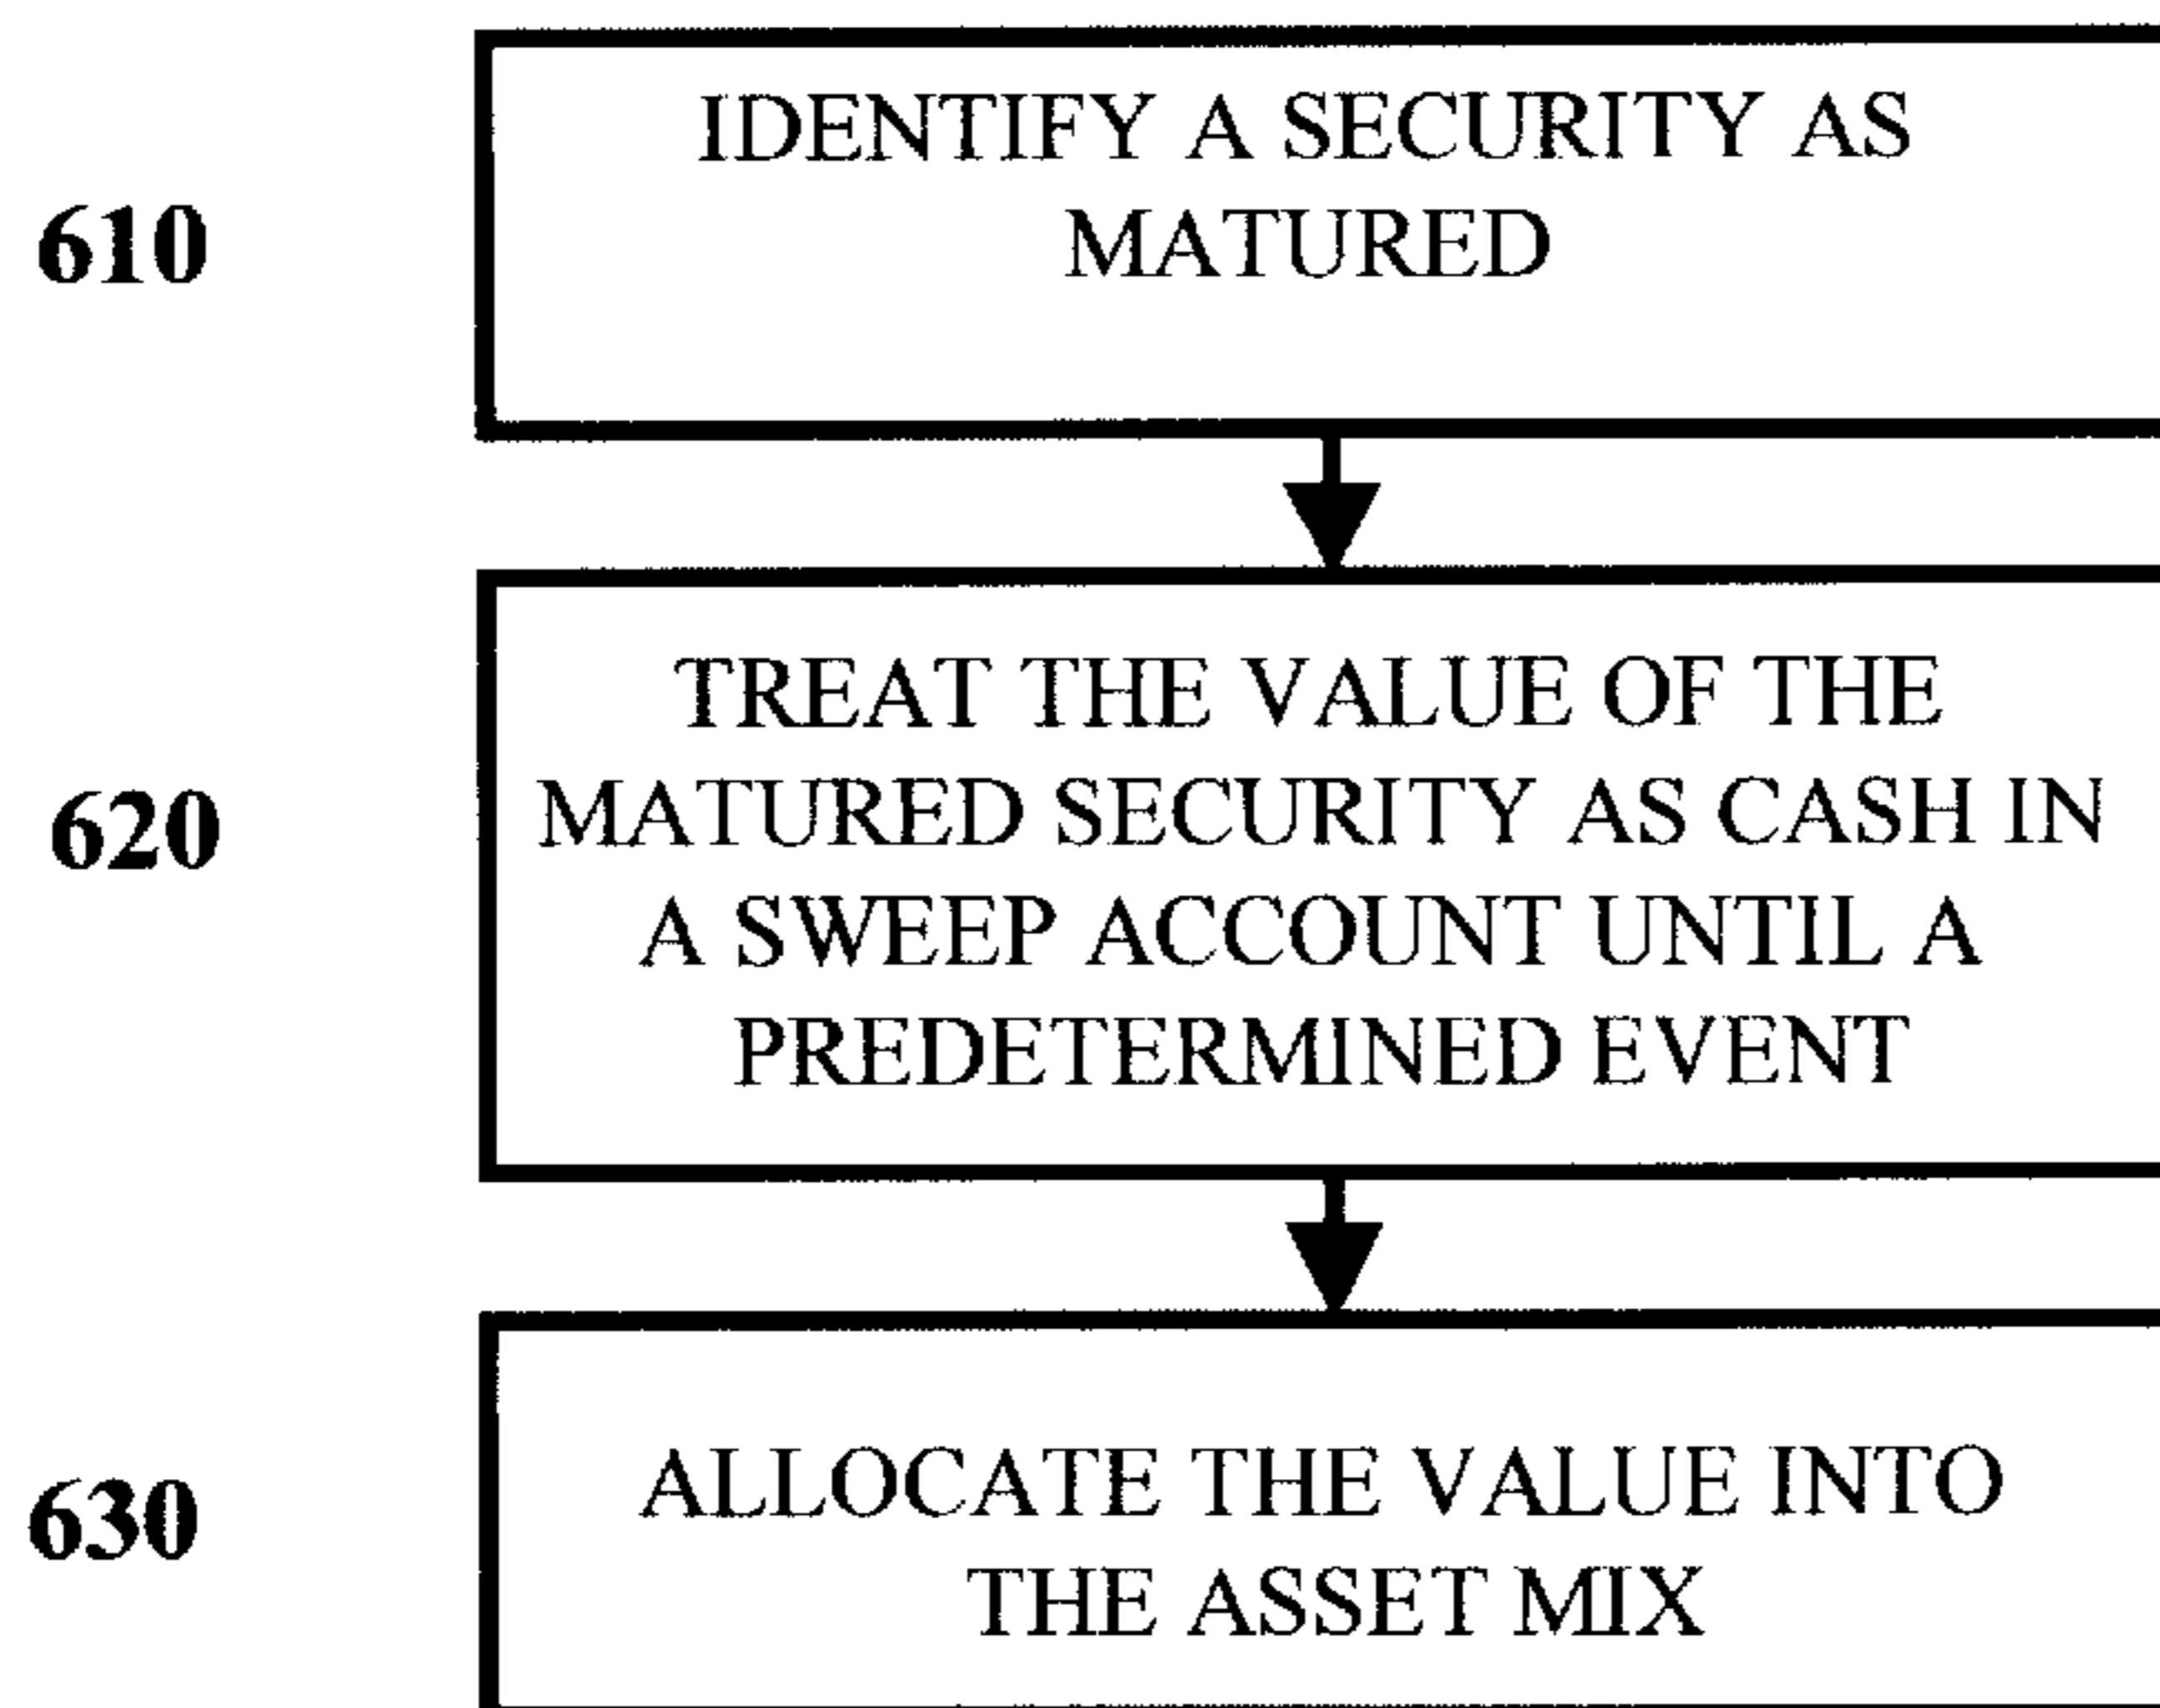 IDENTIFY A SECURITY AS
MATURED
610
TREAT THE VALUE OF THE
MATURED SECURITY AS CASH IN
A SWEEP ACCOUNT UNTIL A
PREDETERMINED EVENT
620
ALLOCATE THE VALUE INTO
THE ASSET MIX
630